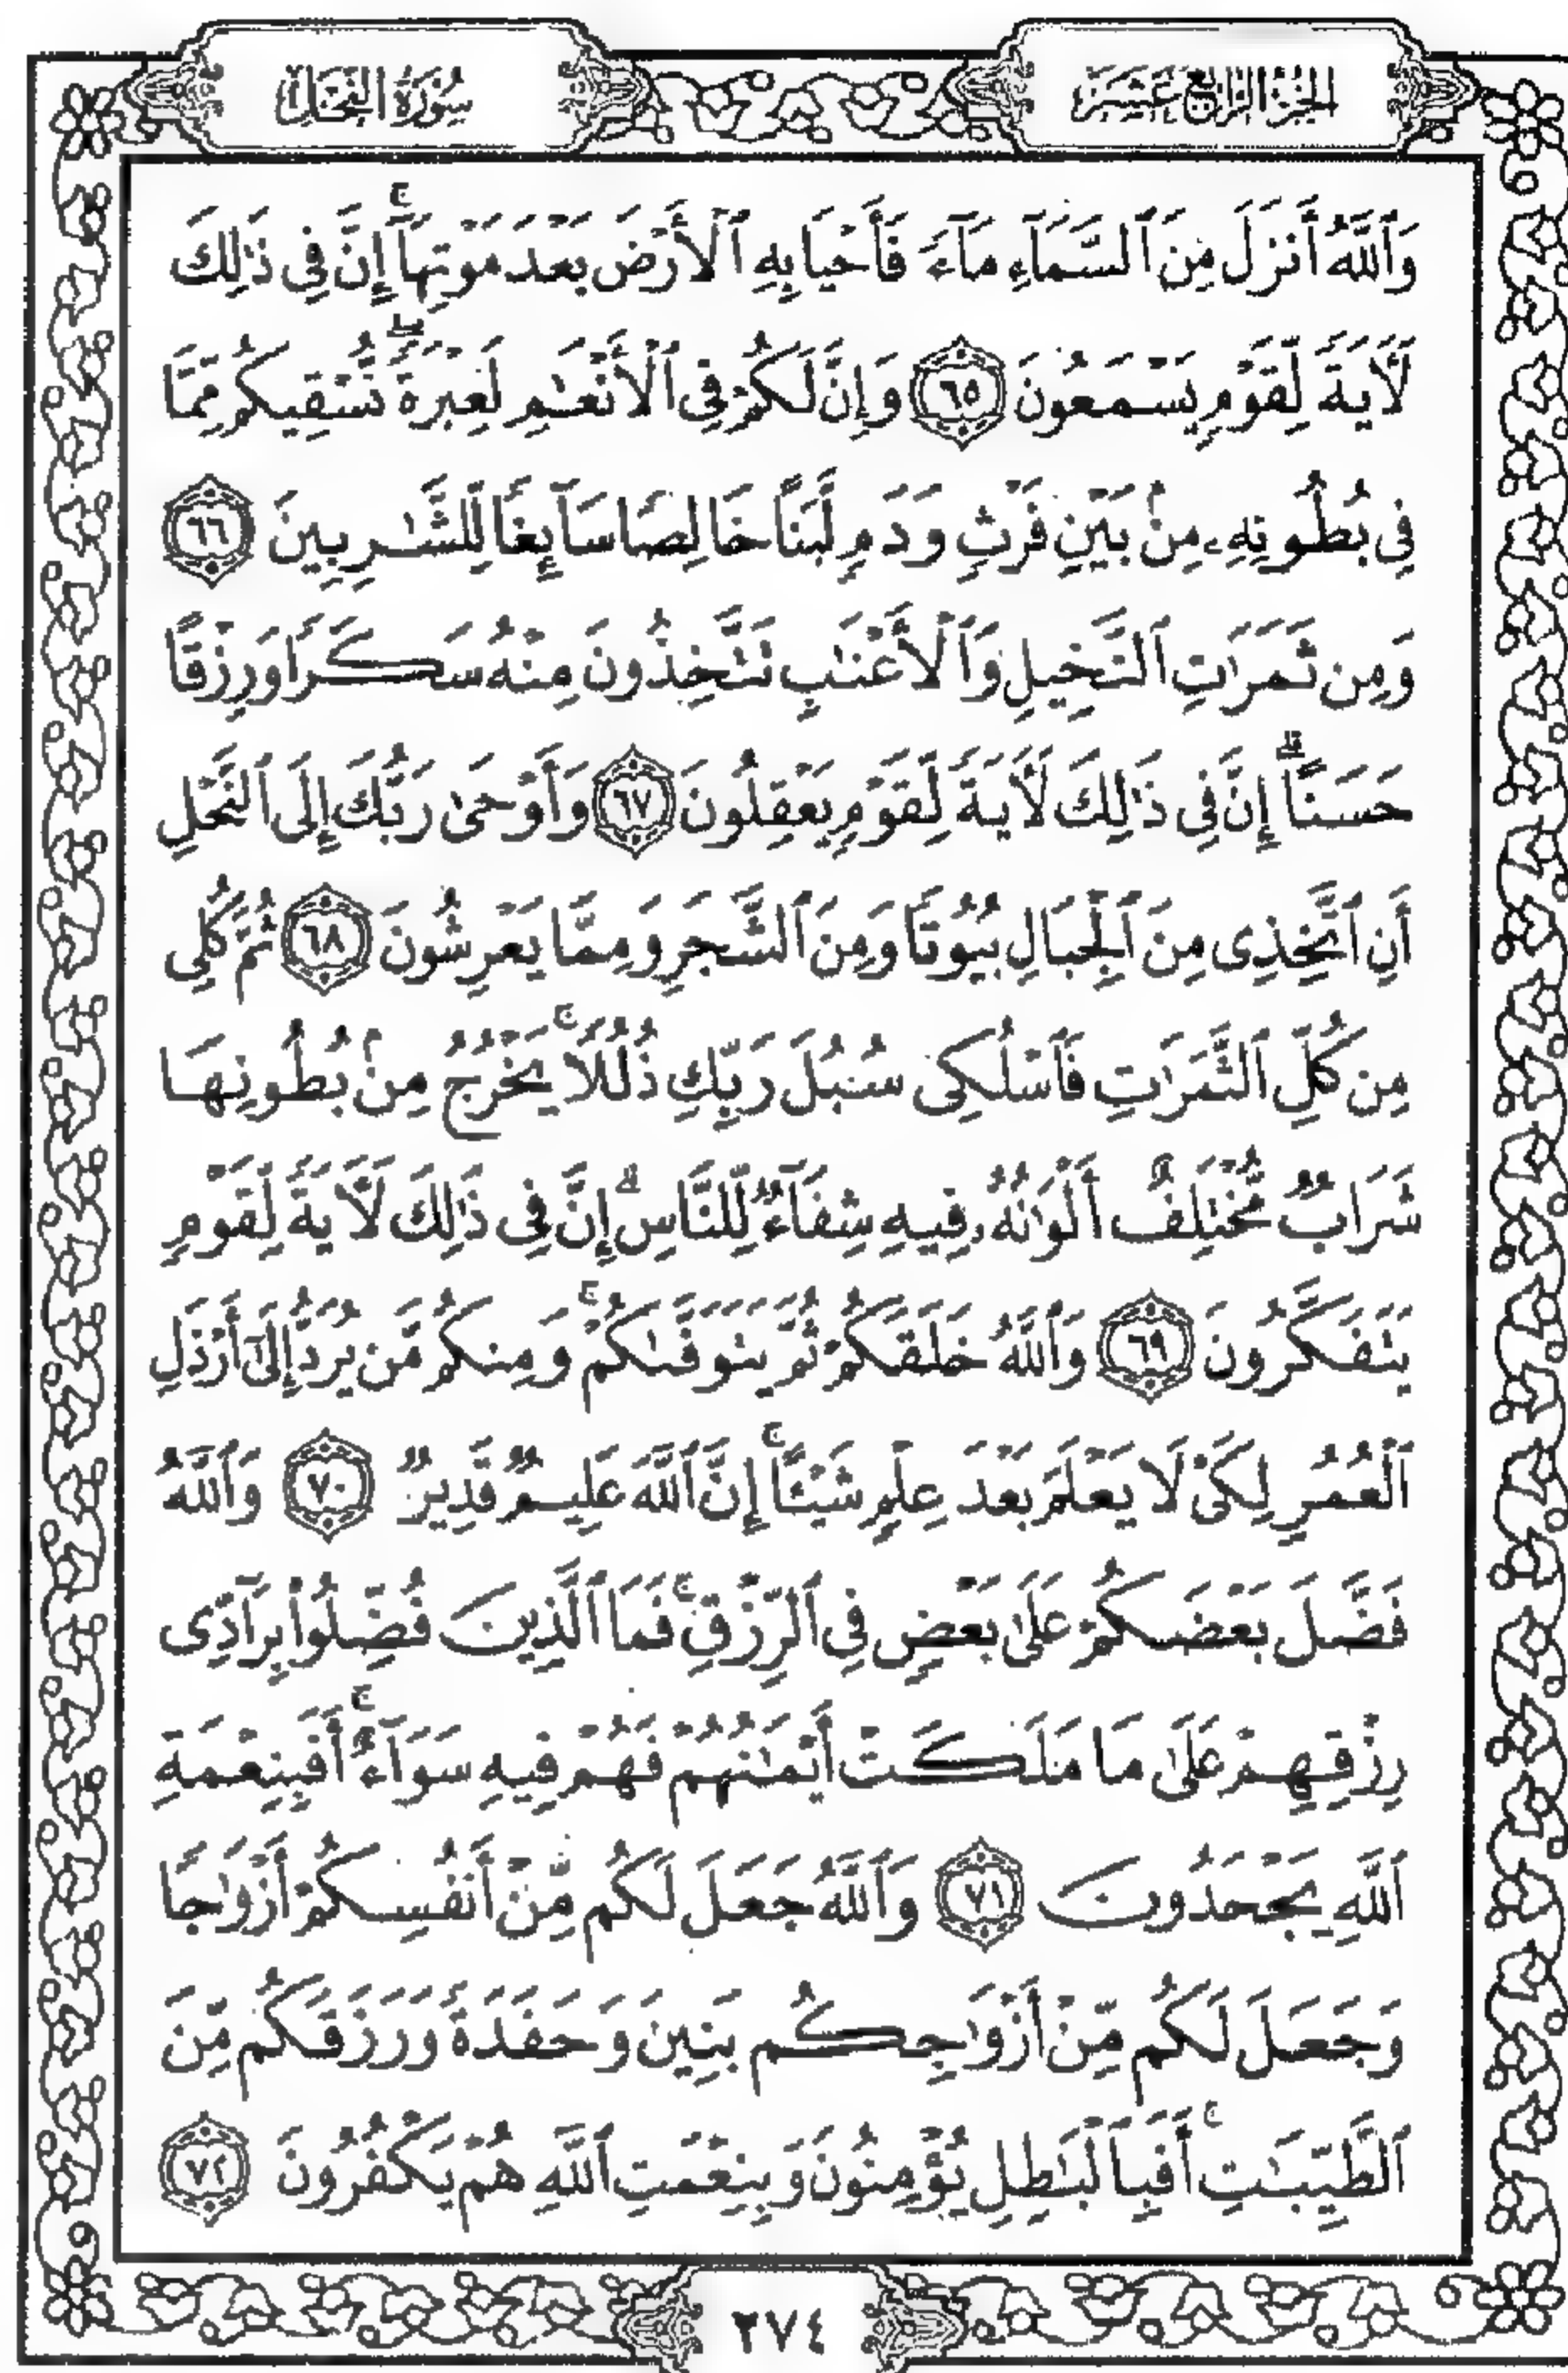 الجزء الرابع عشر
سورة النحل
وَٱللَّهُ أَنزَلَ مِنَ ٱلسَّمَآءِ مَآءً فَأَحْيَا بِهِ ٱلْأَرْضَ بَعْدَ مَوْتِهَآ ۚ إِنَّ فِى ذَٰلِكَ
لَءَايَةً لِّقَوْمٍ يَسْمَعُونَ ٦٥ وَإِنَّ لَكُمْ فِى ٱلْأَنْعَٰمِ لَعِبْرَةً ۖ نُّسْقِيكُم مِّمَّا
فِى بُطُونِهِۦ مِنۢ بَيْنِ فَرْثٍ وَدَمٍ لَّبَنًا خَالِصًا سَآئِغًا لِّلشَّٰرِبِينَ ٦٦
وَمِن ثَمَرَٰتِ ٱلنَّخِيلِ وَٱلْأَعْنَٰبِ تَتَّخِذُونَ مِنْهُ سَكَرًا وَرِزْقًا
حَسَنًا ۗ إِنَّ فِى ذَٰلِكَ لَءَايَةً لِّقَوْمٍ يَعْقِلُونَ ٦٧ وَأَوْحَىٰ رَبُّكَ إِلَى ٱلنَّحْلِ
أَنِ ٱتَّخِذِى مِنَ ٱلْجِبَالِ بُيُوتًا وَمِنَ ٱلشَّجَرِ وَمِمَّا يَعْرِشُونَ ٦٨ ثُمَّ كُلِى
مِن كُلِّ ٱلثَّمَرَٰتِ فَٱسْلُكِى سُبُلَ رَبِّكِ ذُلُلًا ۚ يَخْرُجُ مِنۢ بُطُونِهَا
شَرَابٌ مُّخْتَلِفٌ أَلْوَٰنُهُۥ فِيهِ شِفَآءٌ لِّلنَّاسِ ۗ إِنَّ فِى ذَٰلِكَ لَءَايَةً لِّقَوْمٍ
يَتَفَكَّرُونَ ٦٩ وَٱللَّهُ خَلَقَكُمْ ثُمَّ يَتَوَفَّىٰكُمْ ۚ وَمِنكُم مَّن يُرَدُّ إِلَىٰٓ أَرْذَلِ
ٱلْعُمُرِ لِكَىْ لَا يَعْلَمَ بَعْدَ عِلْمٍ شَيْـًٔا ۚ إِنَّ ٱللَّهَ عَلِيمٌ قَدِيرٌ ٧٠ وَٱللَّهُ
فَضَّلَ بَعْضَكُمْ عَلَىٰ بَعْضٍ فِى ٱلرِّزْقِ ۚ فَمَا ٱلَّذِينَ فُضِّلُوا۟ بِرَآدِّى
رِزْقِهِمْ عَلَىٰ مَا مَلَكَتْ أَيْمَٰنُهُمْ فَهُمْ فِيهِ سَوَآءٌ ۚ أَفَبِنِعْمَةِ
ٱللَّهِ يَجْحَدُونَ ٧١ وَٱللَّهُ جَعَلَ لَكُم مِّنْ أَنفُسِكُمْ أَزْوَٰجًا
وَجَعَلَ لَكُم مِّنْ أَزْوَٰجِكُم بَنِينَ وَحَفَدَةً وَرَزَقَكُم مِّنَ
ٱلطَّيِّبَٰتِ ۚ أَفَبِٱلْبَٰطِلِ يُؤْمِنُونَ وَبِنِعْمَتِ ٱللَّهِ هُمْ يَكْفُرُونَ ٧٢
٢٧٤